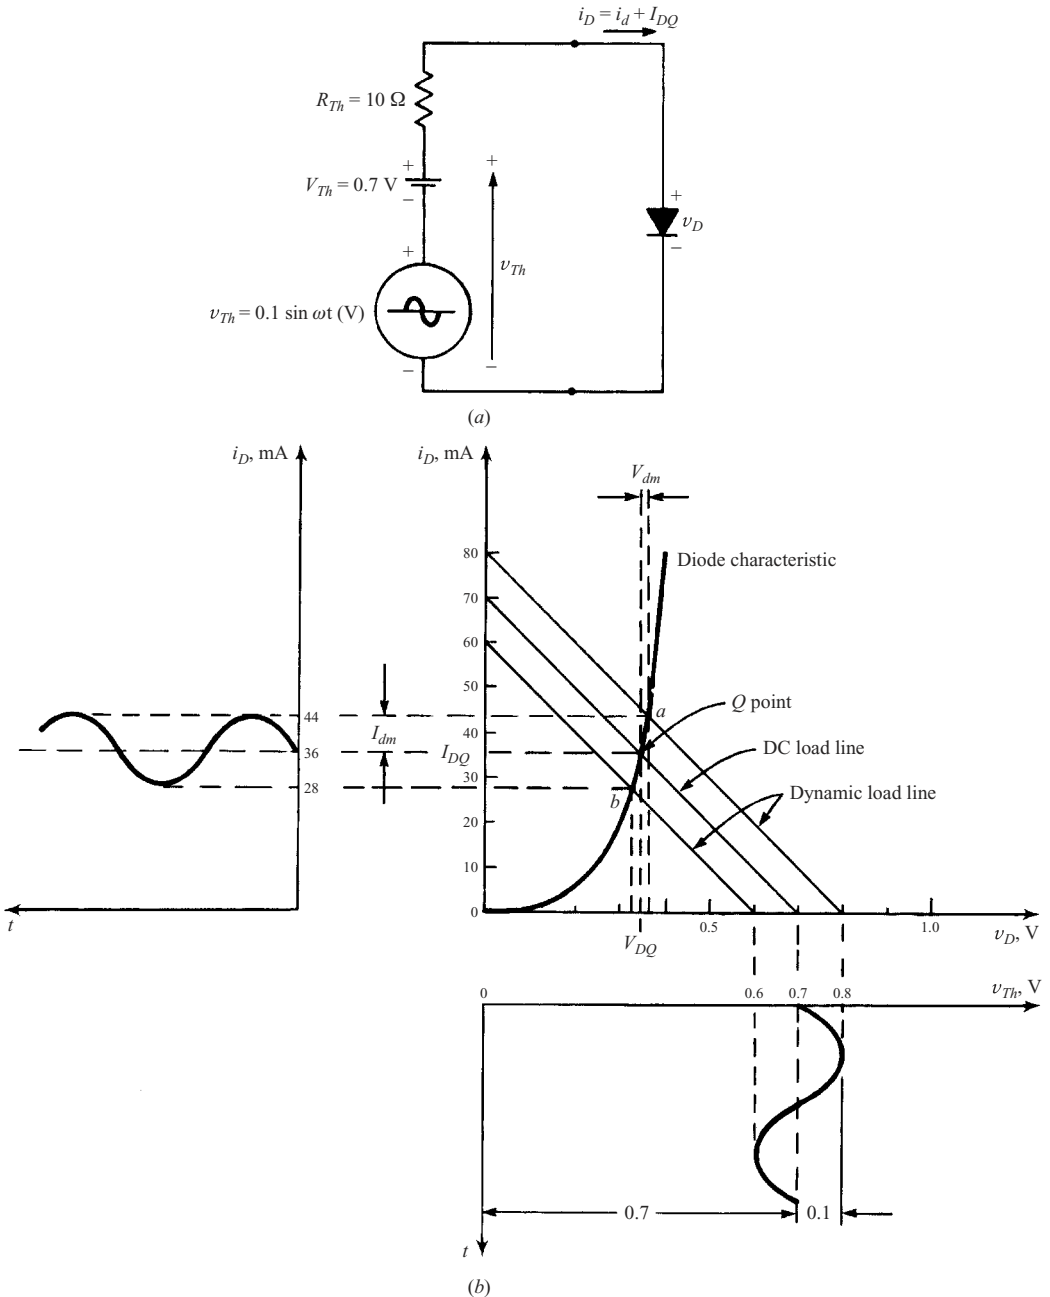 i_D = i_d + I_DQ
R_Th = 10 Ω
+
V_Th = 0.7 V
−
+
v_Th = 0.1 sin ωt (V)
−
+
v_Th
−
+
v_D
−
(a)
i_D, mA
i_D, mA
V_dm
80
70
60
50
40
30
20
10
0
Diode characteristic
a
Q point
DC load line
Dynamic load line
b
44
36
28
I_dm
I_DQ
t
V_DQ
0.5
1.0
v_D, V
0
0.6
0.7
0.8
v_Th, V
0.7
0.1
t
(b)